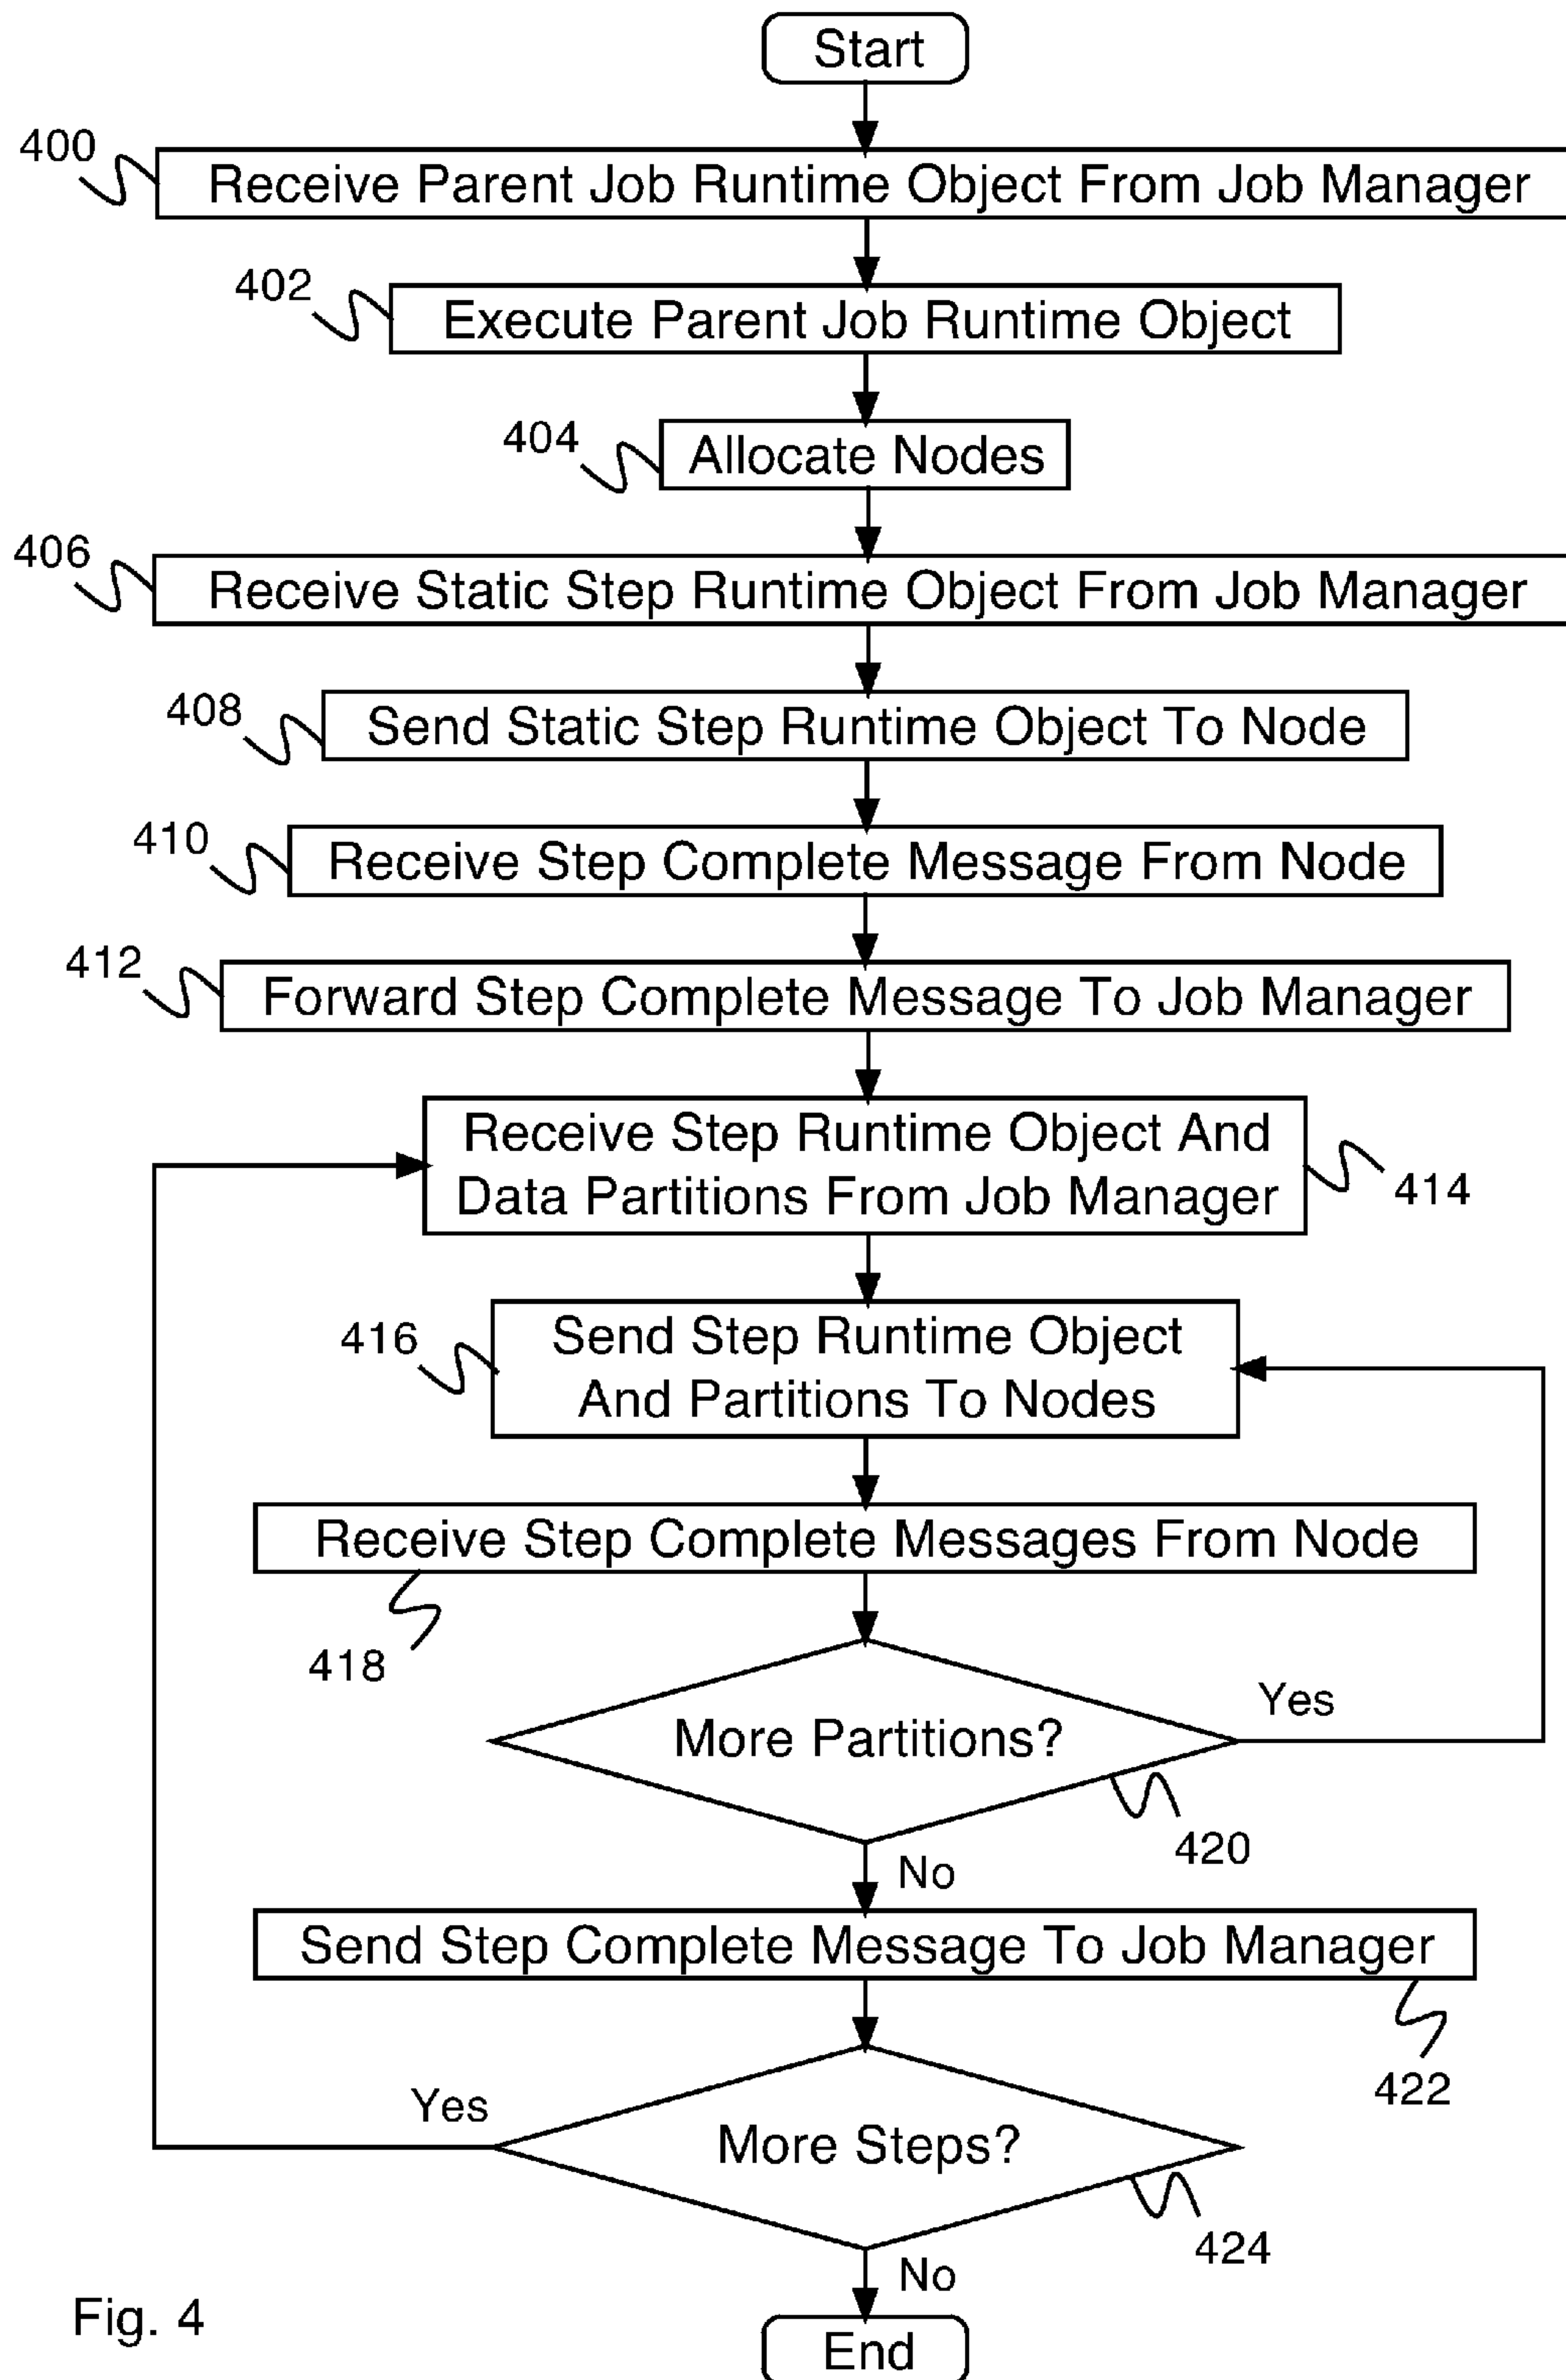 Start
400
Receive Parent Job Runtime Object From Job Manager
402
Execute Parent Job Runtime Object
404
Allocate Nodes
406
Receive Static Step Runtime Object From Job Manager
408
Send Static Step Runtime Object To Node
410
Receive Step Complete Message From Node
412
Forward Step Complete Message To Job Manager
Receive Step Runtime Object And
Data Partitions From Job Manager
414
416
Send Step Runtime Object
And Partitions To Nodes
Receive Step Complete Messages From Node
418
More Partitions?
Yes
420
No
Send Step Complete Message To Job Manager
422
Yes
More Steps?
424
No
End
Fig. 4